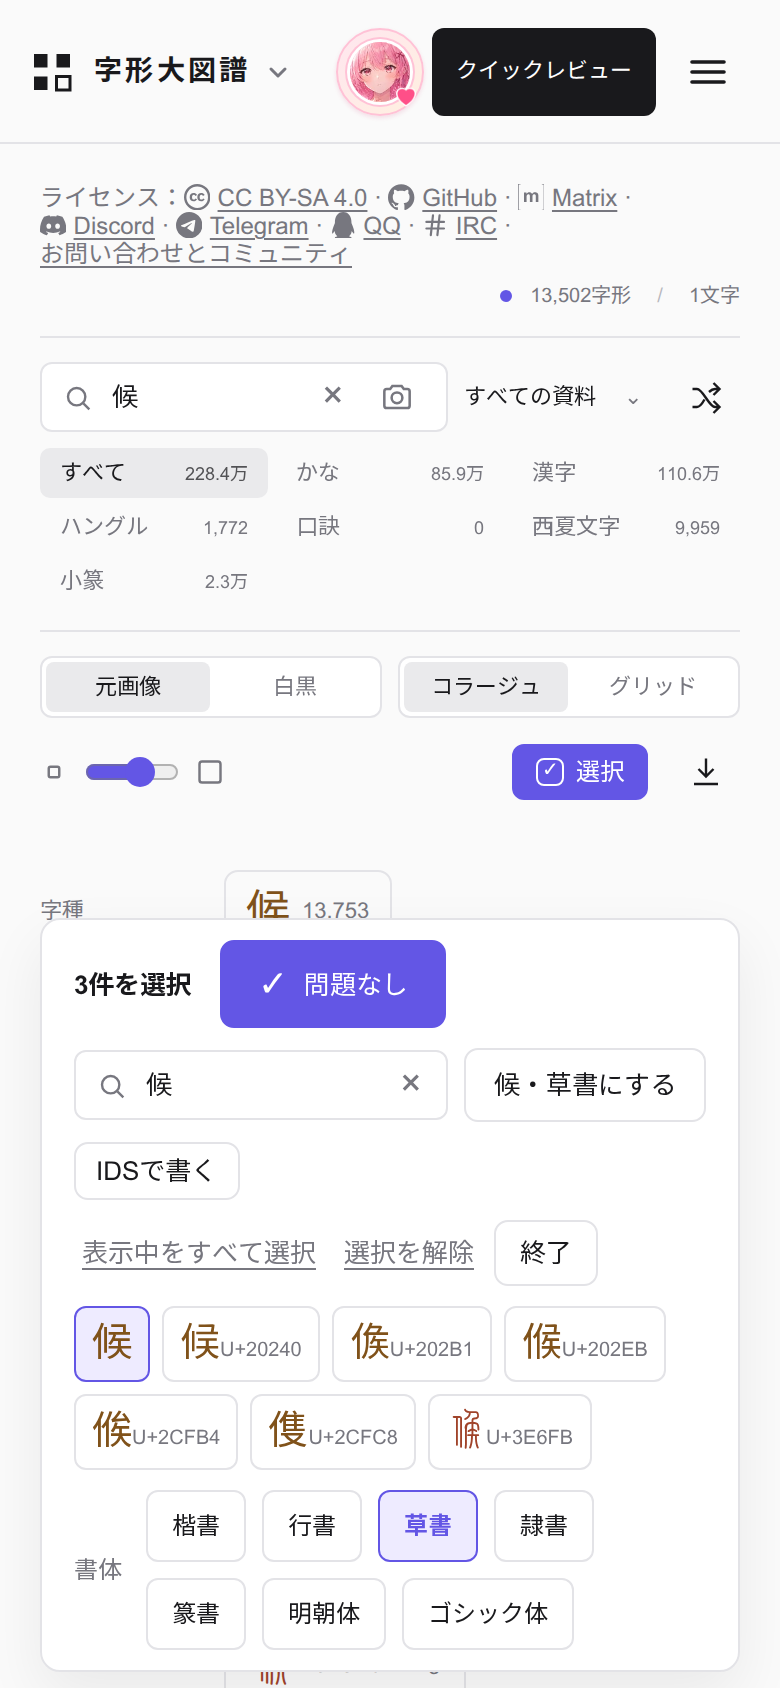 字形大図譜
クイックレビュー
ライセンス：CC BY-SA 4.0 · GitHub · [m] Matrix ·
Discord · Telegram · QQ · IRC ·
お問い合わせとコミュニティ
13,502字形 / 1文字
候 すべての資料
すべて 228.4万 かな 85.9万 漢字 110.6万
ハングル 1,772 口訣 0 西夏文字 9,959
小篆 2.3万
元画像 白黒 コラージュ グリッド
選択
字種 候 13,753
3件を選択 ✓ 問題なし
候 候・草書にする
IDSで書く
表示中をすべて選択 選択を解除 終了
候 U+20240 U+202B1 U+202EB
U+2CFB4 U+2CFC8 U+3E6FB
楷書 行書 草書 隷書
書体
篆書 明朝体 ゴシック体